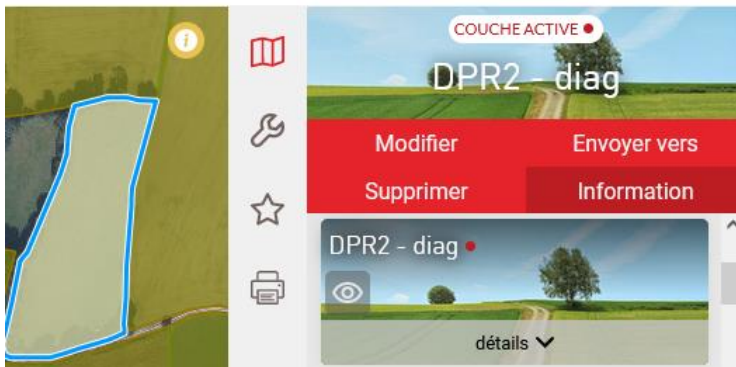 COUCHE ACTIVE
DPR2 - diag
Modifier
Envoyer vers
Supprimer
Information
DPR2 - diag
détails